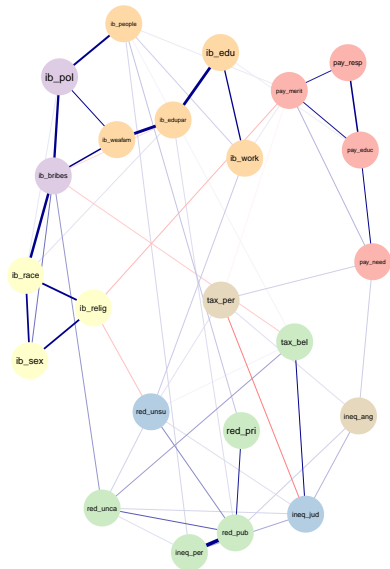 ib_people
ib_edu
pay_resp
ib_pol
pay_merit
ib_edupar
ib_weafam
pay_educ
ib_work
ib_bribes
pay_need
ib_race
tax_per
ib_relig
tax_bel
ib_sex
red_unsu
ineq_ang
red_pri
red_unca
ineq_jud
red_pub
ineq_per